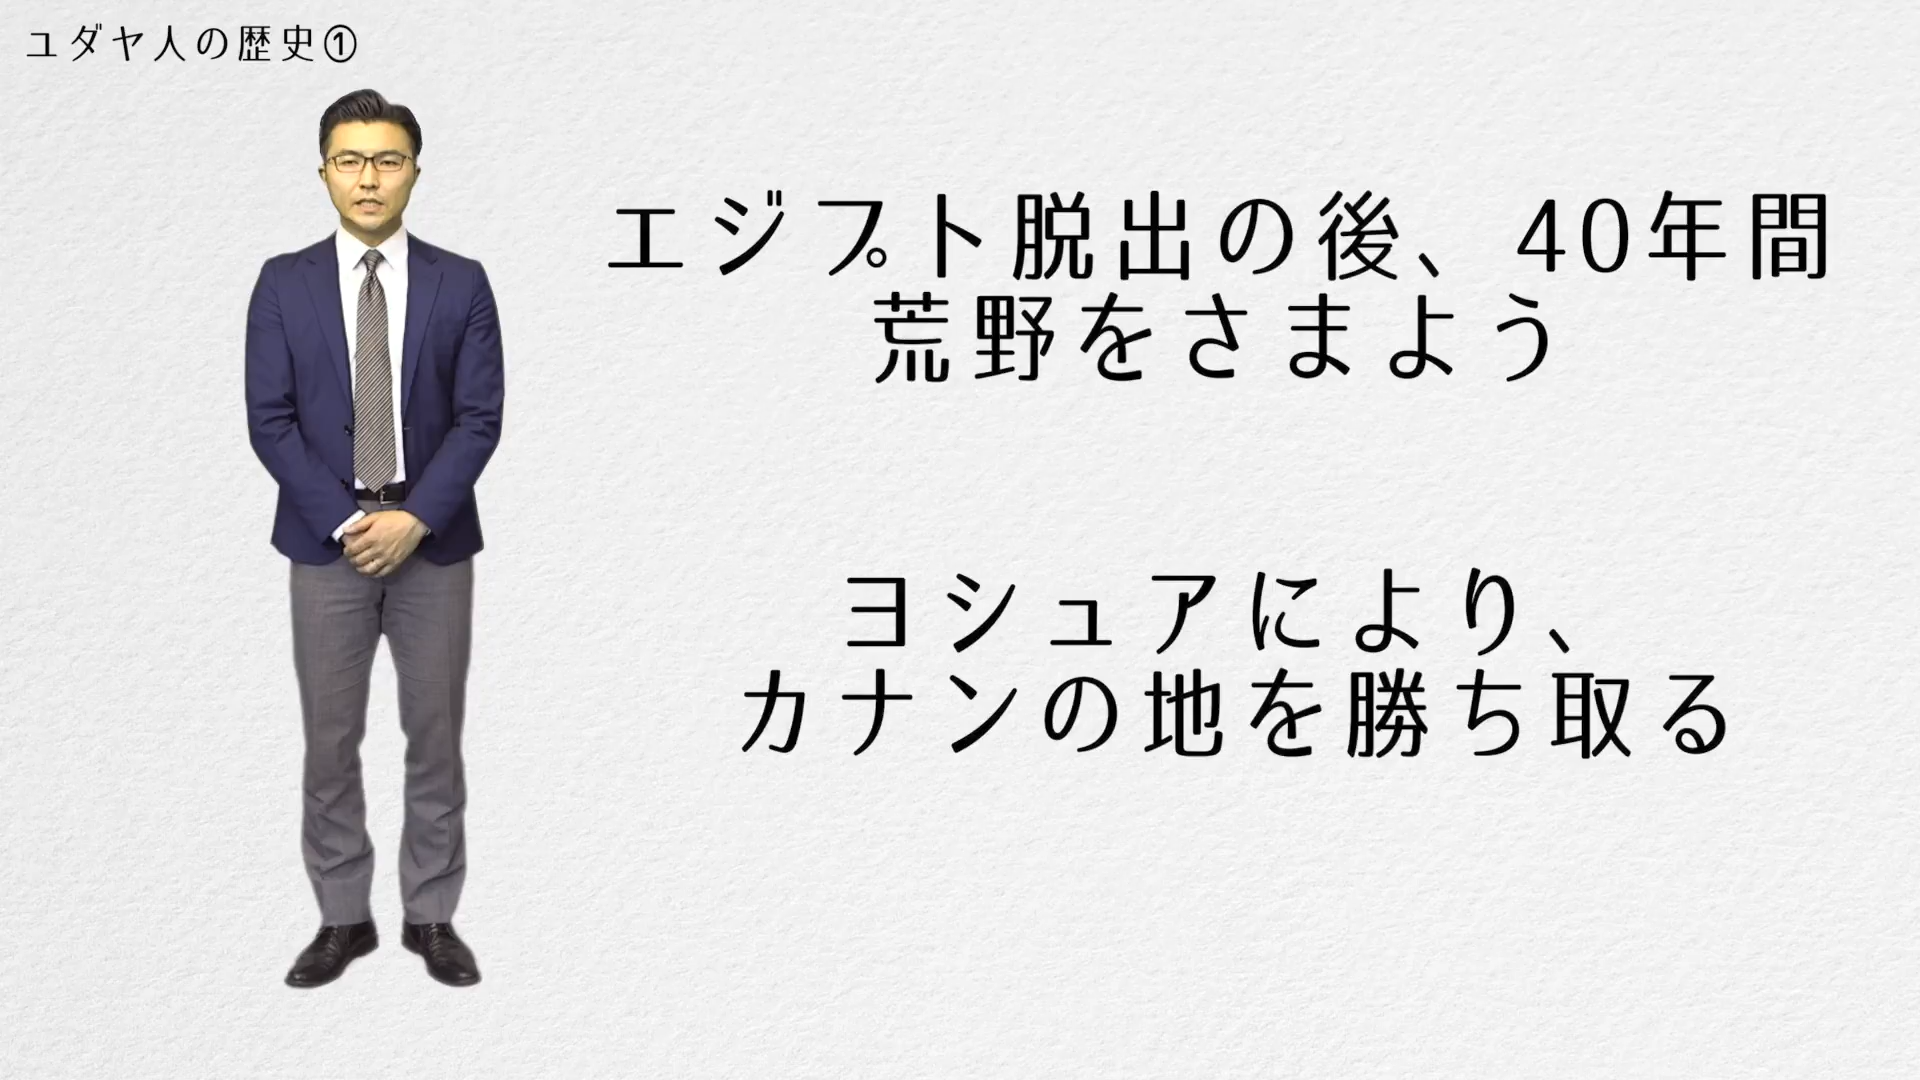 ユダヤ人の歴史①
エジプト脱出の後、40年間
荒野をさまよう
ヨシュアにより、
カナンの地を勝ち取る